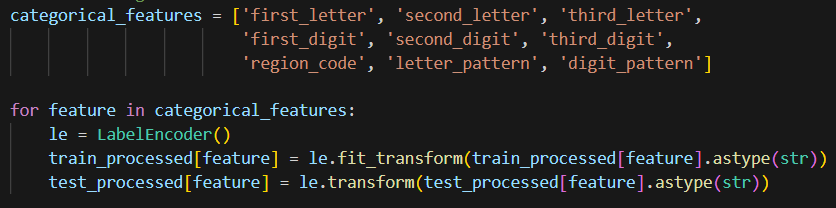 categorical_features = ['first_letter', 'second_letter', 'third_letter',
'first_digit', 'second_digit', 'third_digit',
'region_code', 'letter_pattern', 'digit_pattern']
for feature in categorical_features:
le = LabelEncoder()
train_processed[feature] = le.fit_transform(train_processed[feature].astype(str))
test_processed[feature] = le.transform(test_processed[feature].astype(str))